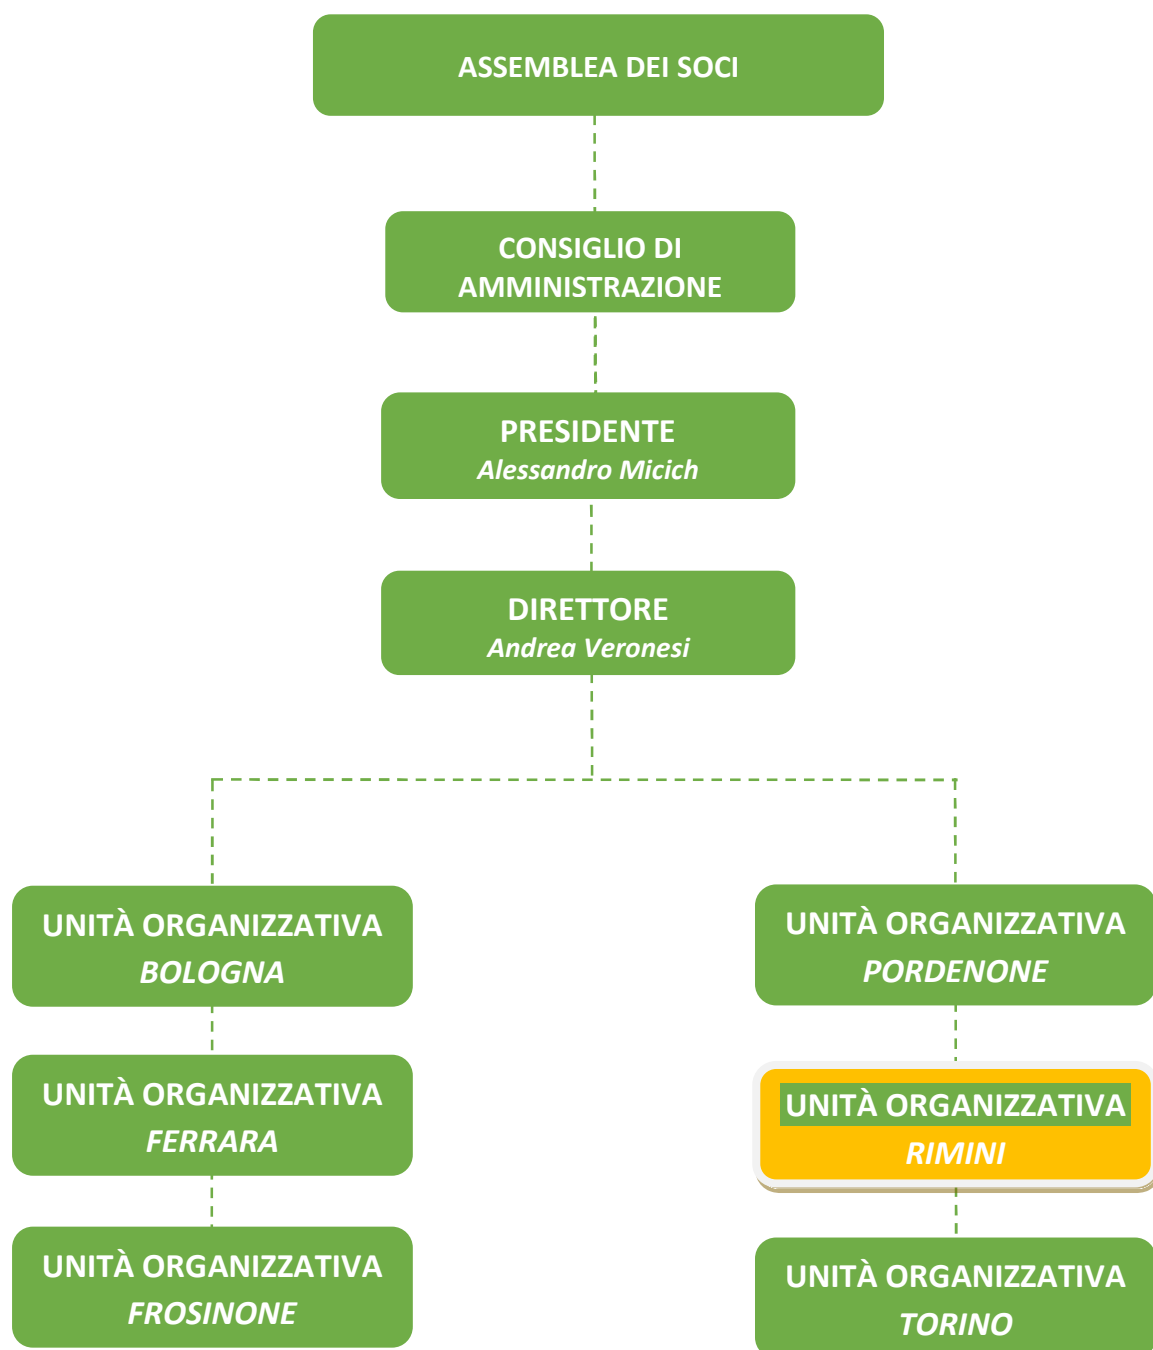 ASSEMBLEA DEI SOCI
CONSIGLIO DI
AMMINISTRAZIONE
PRESIDENTE
Alessandro Micich
DIRETTORE
Andrea Veronesi
UNITÀ ORGANIZZATIVA
BOLOGNA
UNITÀ ORGANIZZATIVA
FERRARA
UNITÀ ORGANIZZATIVA
FROSINONE
UNITÀ ORGANIZZATIVA
PORDENONE
UNITÀ ORGANIZZATIVA
RIMINI
UNITÀ ORGANIZZATIVA
TORINO